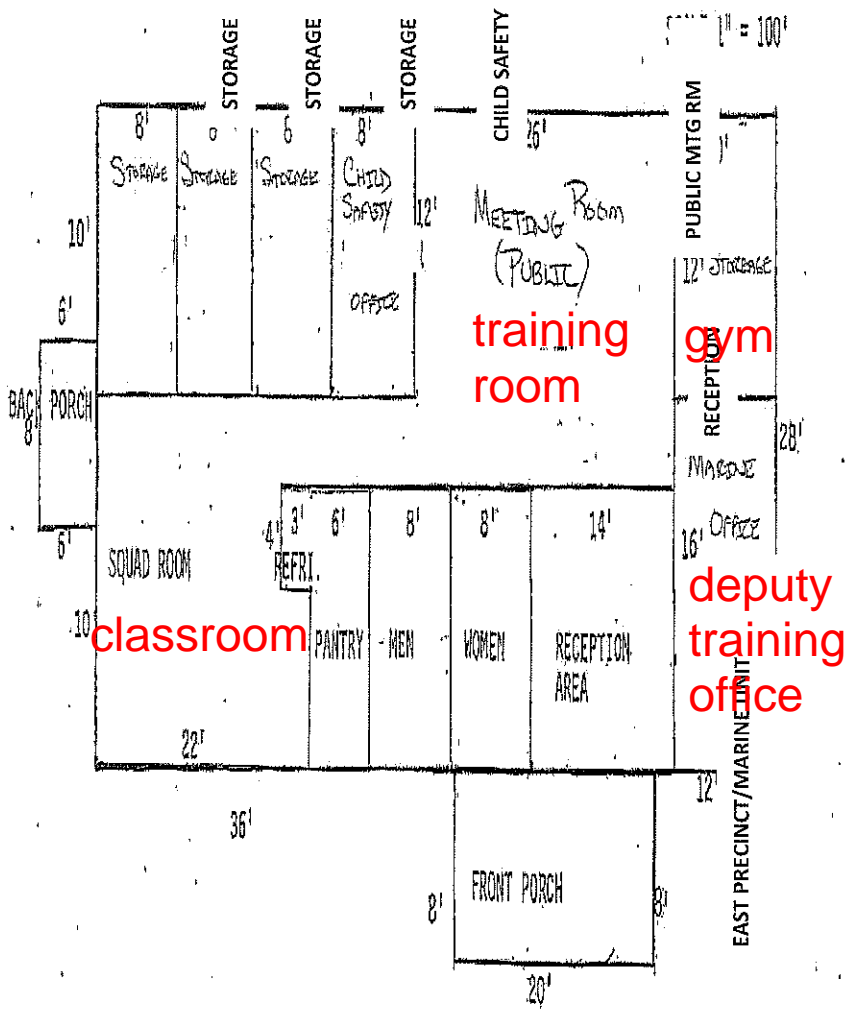 1" = 100'
STORAGE
STORAGE
STORAGE
CHILD SAFETY
PUBLIC MTG RM
8'
6
8'
26'
STORAGE
STORAGE
STORAGE
CHILD
SAFETY
OFFICE
12'
MEETING ROOM
(PUBLIC)
10'
12' STORAGE
6'
training
room
gym
RECEPTION
BACK PORCH
8'
28'
MARINE
OFFICE
16'
6'
4'
3'
6'
8'
8'
14'
SQUAD ROOM
REFRI.
10
classroom
PANTRY
MEN
WOMEN
RECEPTION
AREA
deputy
training
office
EAST PRECINCT/MARINE UNIT
22'
12'
36'
FRONT PORCH
8'
8'
20'